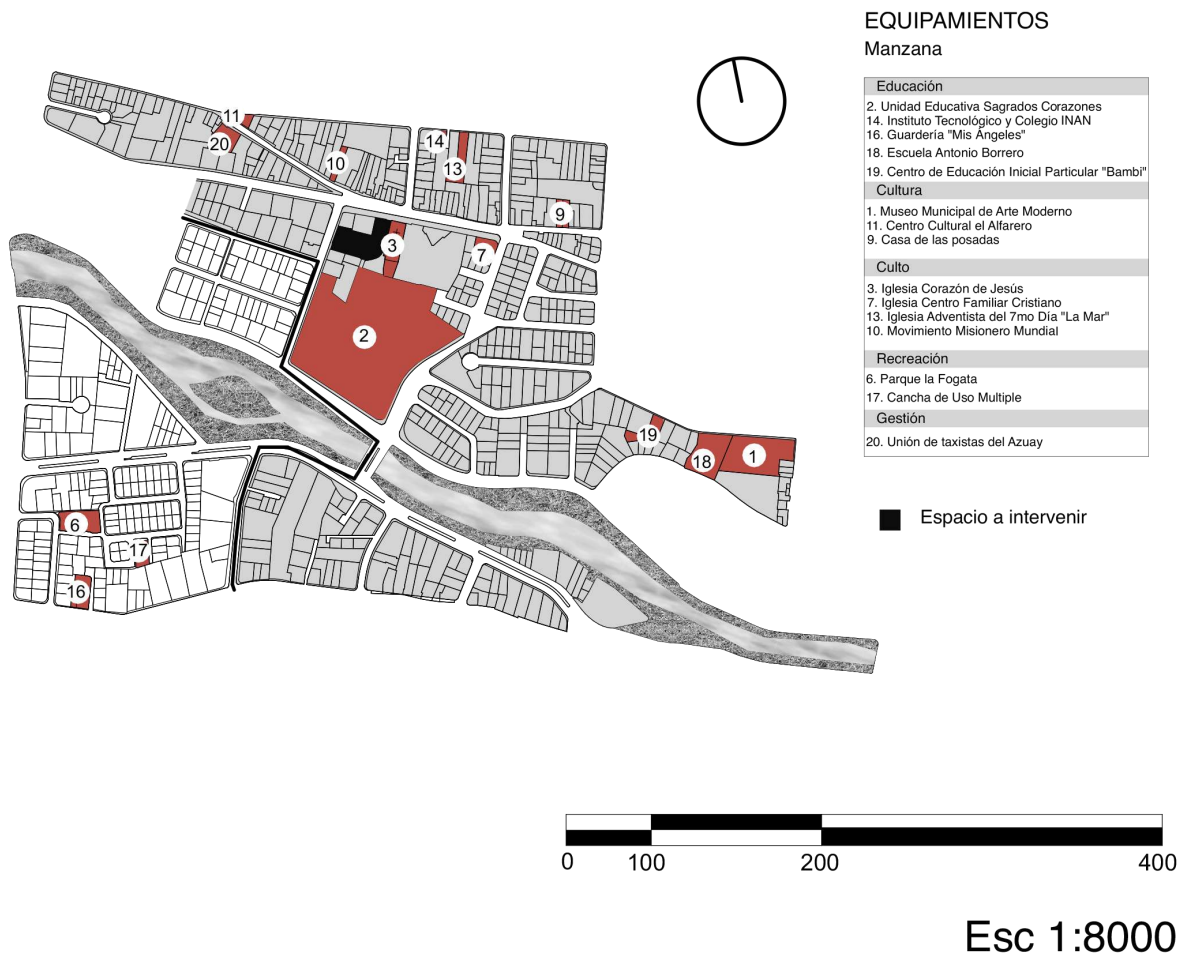 EQUIPAMIENTOS
Manzana
Educación
2. Unidad Educativa Sagrados Corazones
14. Instituto Tecnológico y Colegio INAN
16. Guardería "Mis Ángeles"
18. Escuela Antonio Borrero
19. Centro de Educación Inicial Particular "Bambi"
Cultura
1. Museo Municipal de Arte Moderno
11. Centro Cultural el Alfarero
9. Casa de las posadas
Culto
3. Iglesia Corazón de Jesús
7. Iglesia Centro Familiar Cristiano
13. Iglesia Adventista del 7mo Día "La Mar"
10. Movimiento Misionero Mundial
Recreación
6. Parque la Fogata
17. Cancha de Uso Multiple
Gestión
20. Unión de taxistas del Azuay
Espacio a intervenir
11
20
10
14
13
9
3
7
2
19
18
1
6
17
16
0 100 200 400
Esc 1:8000